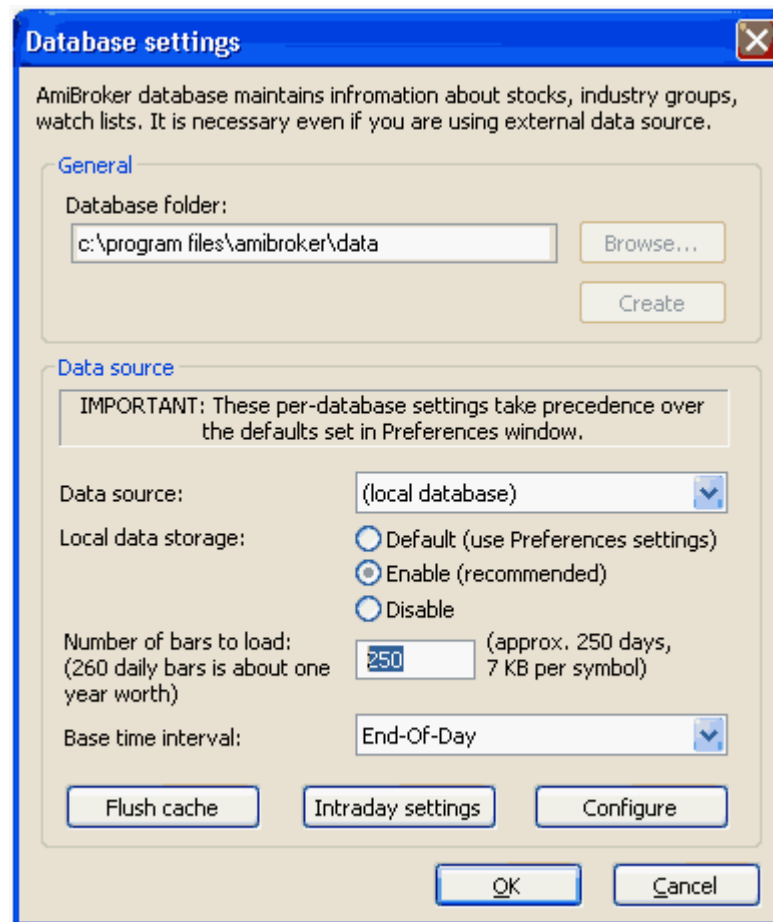 Database settings
AmiBroker database maintains infromation about stocks, industry groups,
watch lists. It is necessary even if you are using external data source.
General
Database folder:
c:\program files\amibroker\data
Browse...
Create
Data source
IMPORTANT: These per-database settings take precedence over
the defaults set in Preferences window.
Data source:
(local database)
Local data storage:
Default (use Preferences settings)
Enable (recommended)
Disable
Number of bars to load:
(260 daily bars is about one
year worth)
250
(approx. 250 days,
7 KB per symbol)
Base time interval:
End-Of-Day
Flush cache
Intraday settings
Configure
OK
Cancel